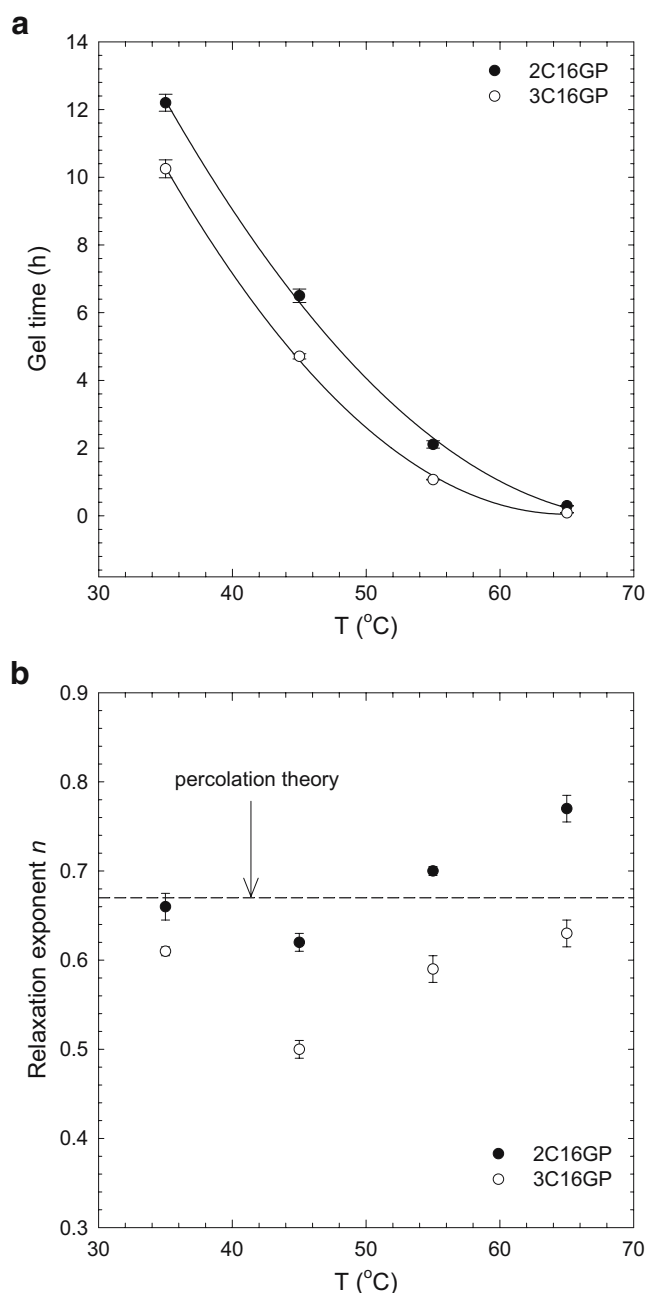 a
14
12
10
8
6
4
2
0
Gel time (h)
2C16GP
3C16GP
30 40 50 60 70
T (°C)
b
0.9
0.8
0.7
0.6
0.5
0.4
0.3
Relaxation exponent n
percolation theory
2C16GP
3C16GP
30 40 50 60 70
T (°C)